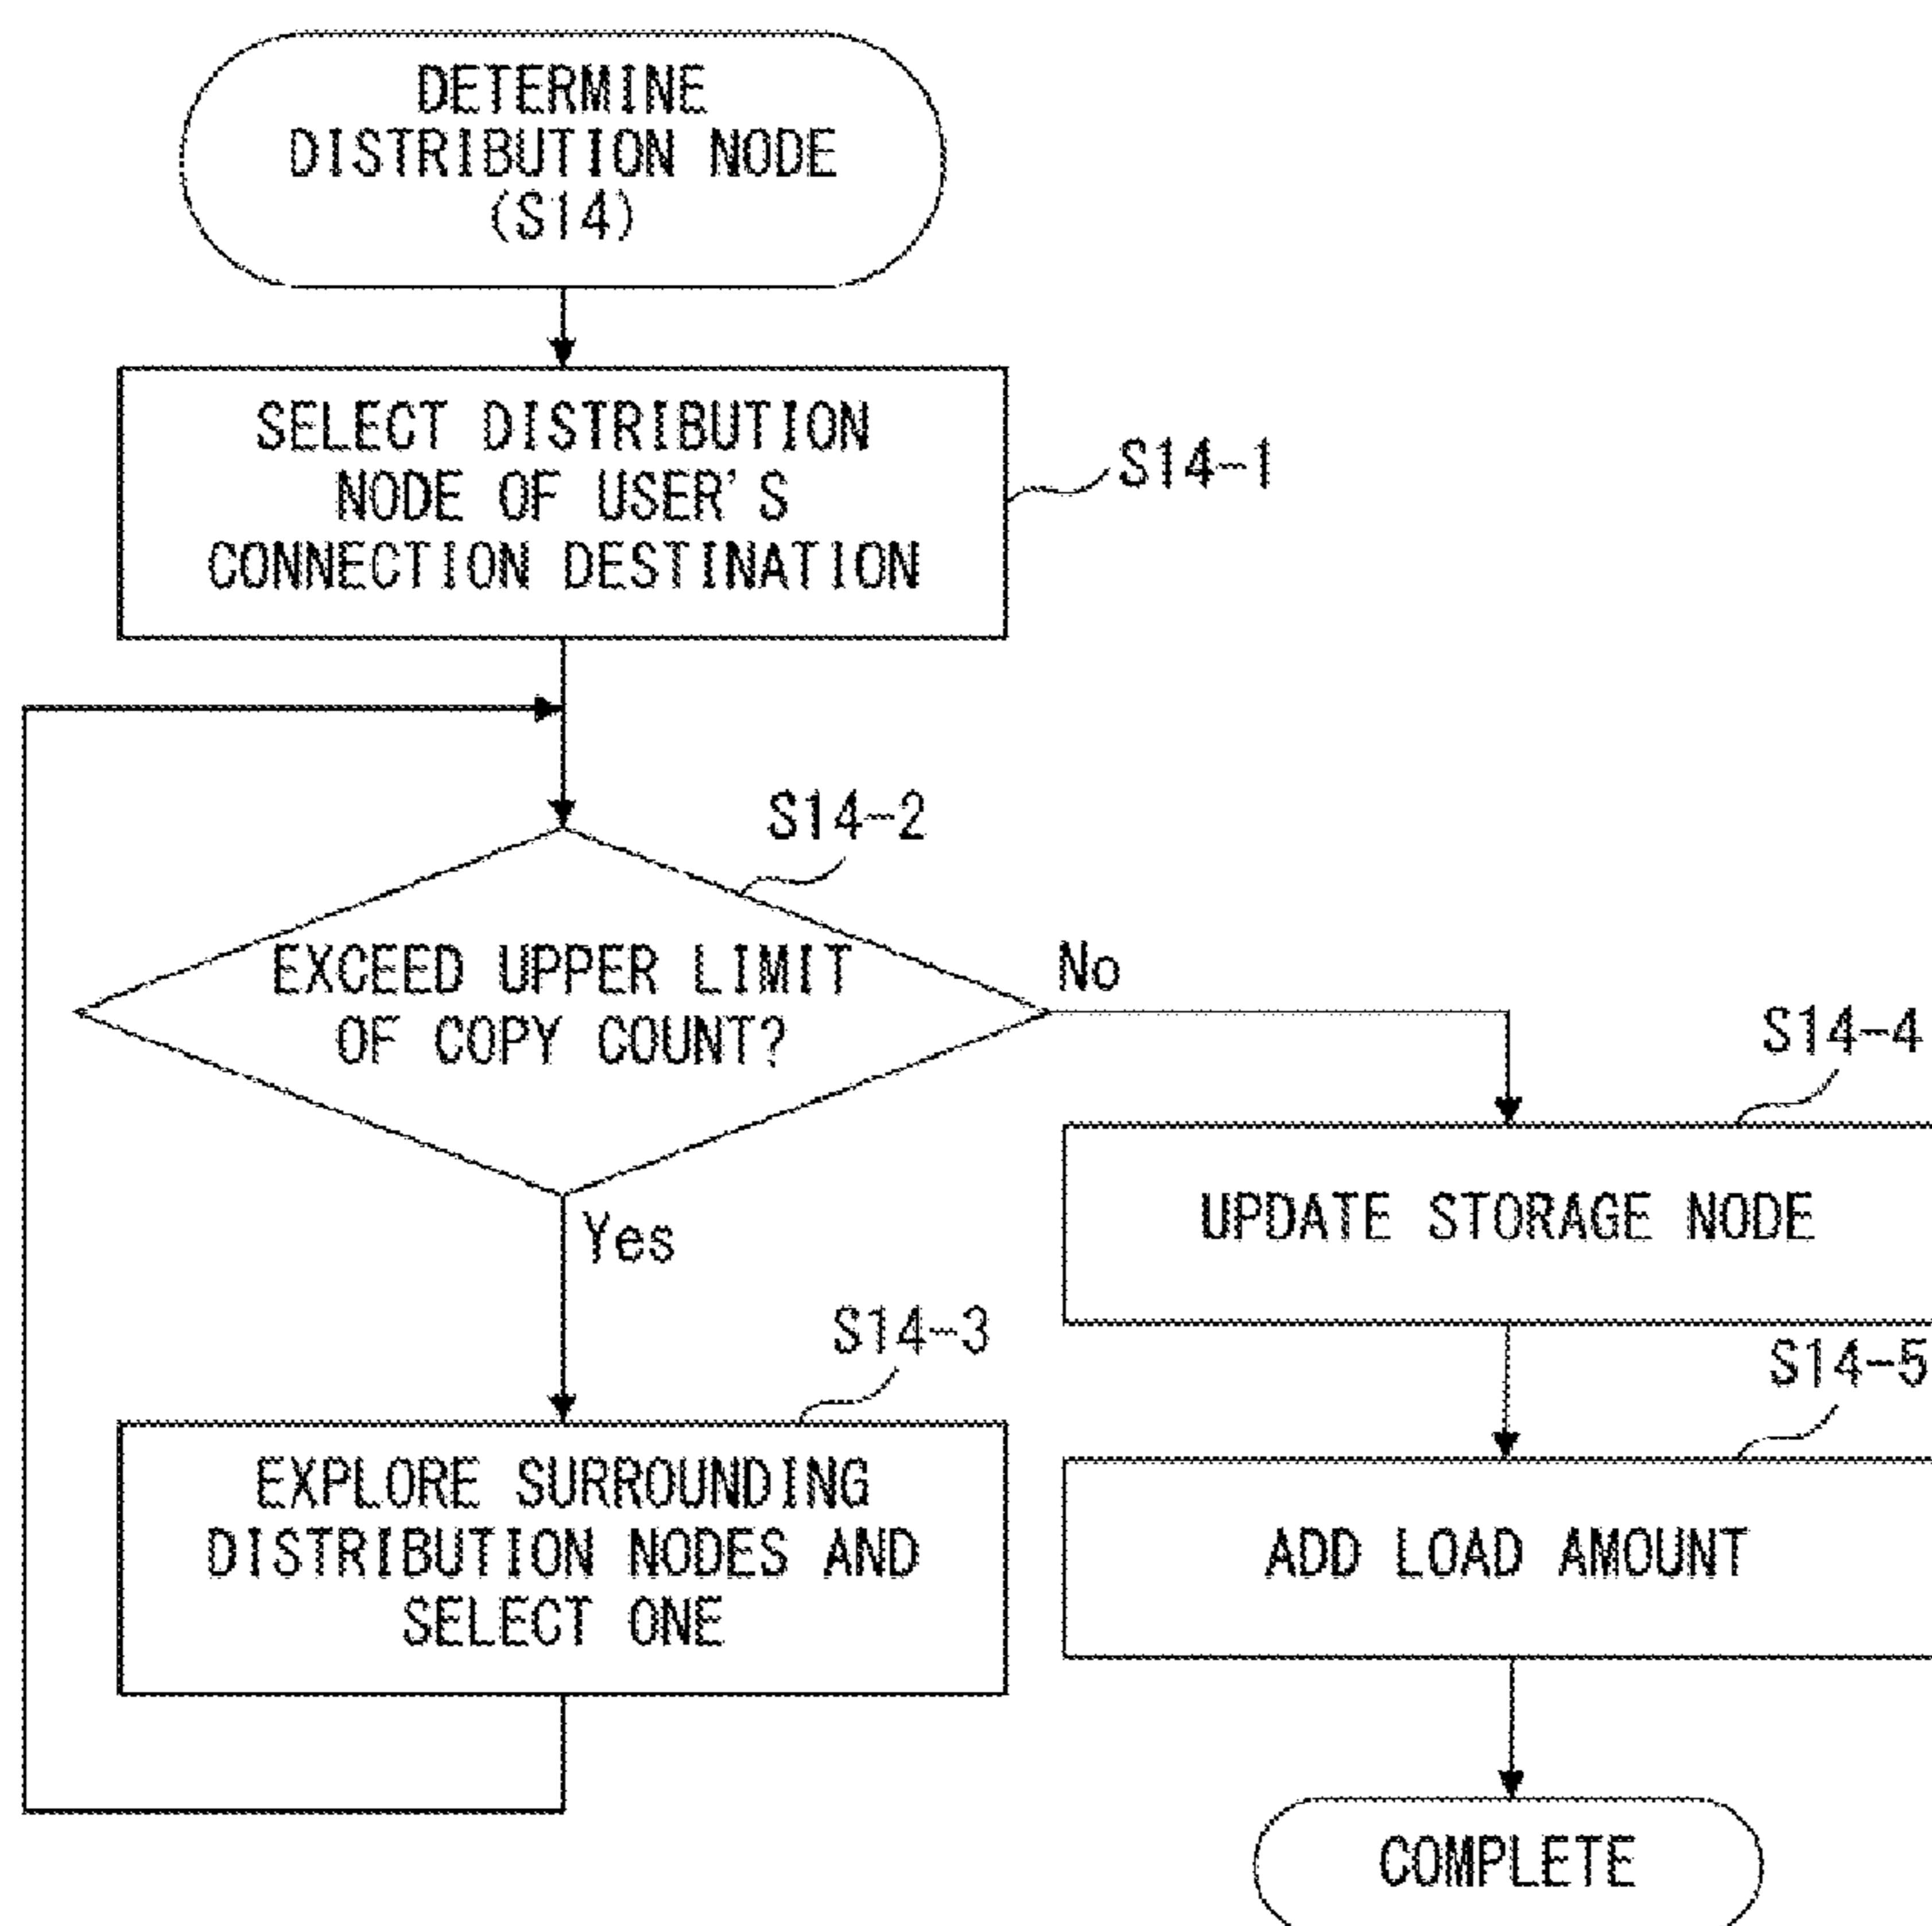 DETERMINE
DISTRIBUTION NODE
(S14)
SELECT DISTRIBUTION
NODE OF USER'S
CONNECTION DESTINATION
S14-1
S14-2
EXCEED UPPER LIMIT
OF COPY COUNT?
No
Yes
S14-3
EXPLORE SURROUNDING
DISTRIBUTION NODES AND
SELECT ONE
S14-4
UPDATE STORAGE NODE
S14-5
ADD LOAD AMOUNT
COMPLETE